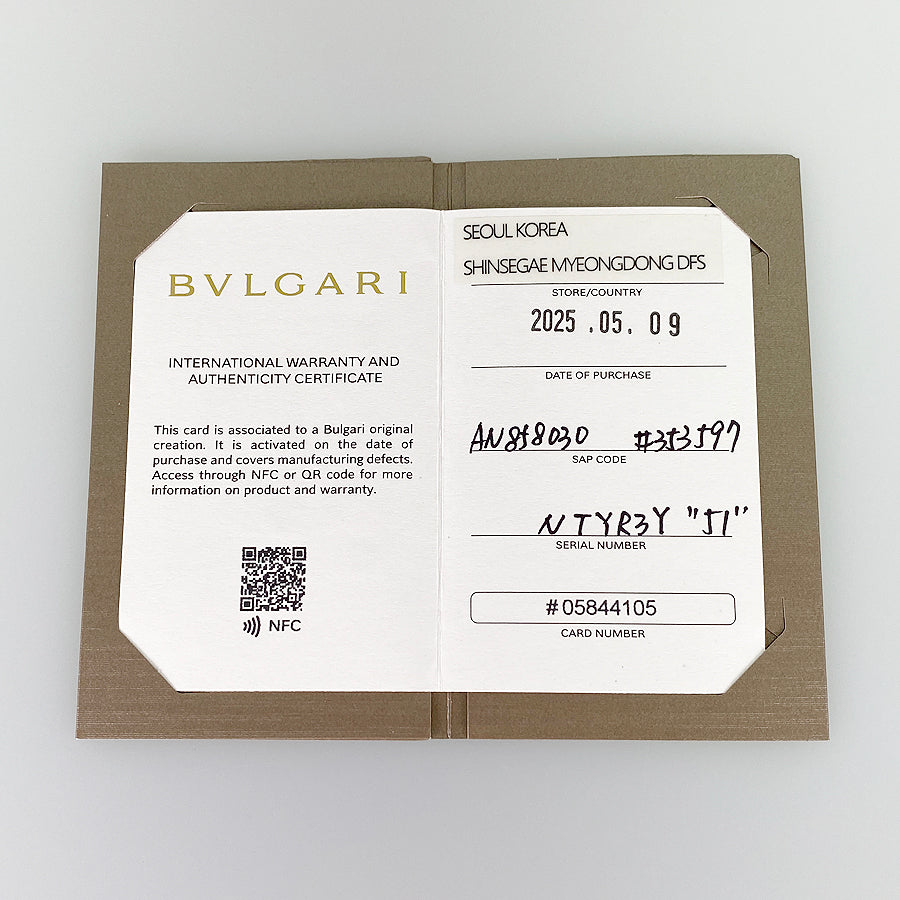 BVLGARI
INTERNATIONAL WARRANTY AND
AUTHENTICITY CERTIFICATE
This card is associated to a Bulgari original
creation. It is activated on the date of
purchase and covers manufacturing defects.
Access through NFC or QR code for more
information on product and warranty.
NFC
SEOUL KOREA
SHINSEGAE MYEONGDONG DFS
STORE/COUNTRY
2025 .05. 09
DATE OF PURCHASE
AN858030 #353597
SAP CODE
NTYR3Y "51"
SERIAL NUMBER
#05844105
CARD NUMBER